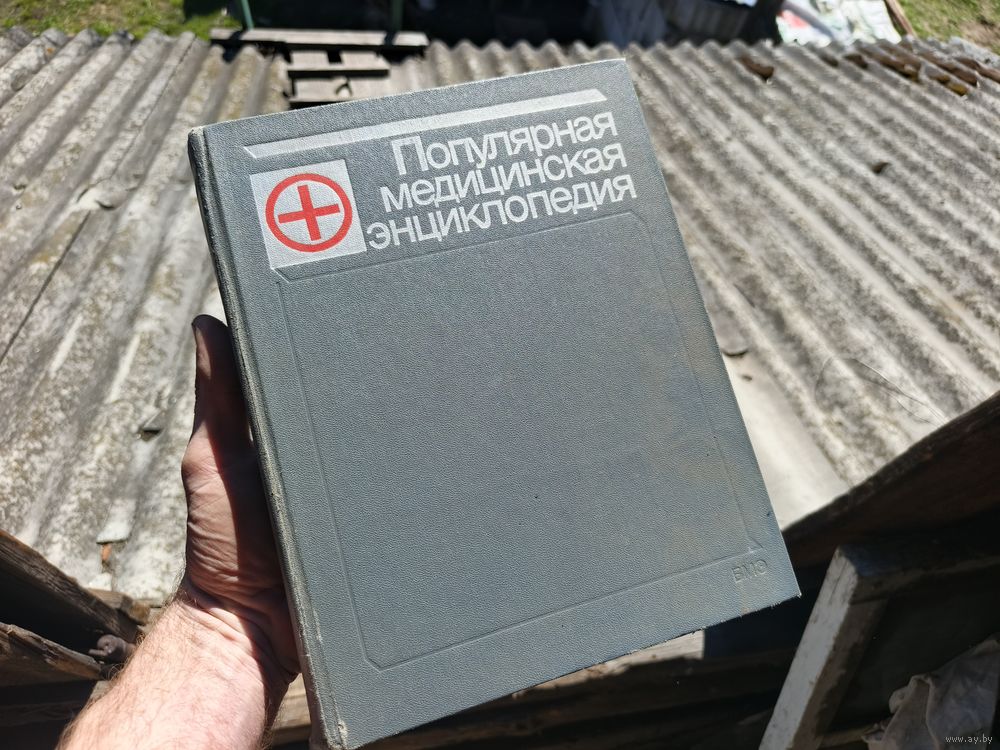 Популярная
медицинская
энциклопедия
БМЭ
www.ay.by